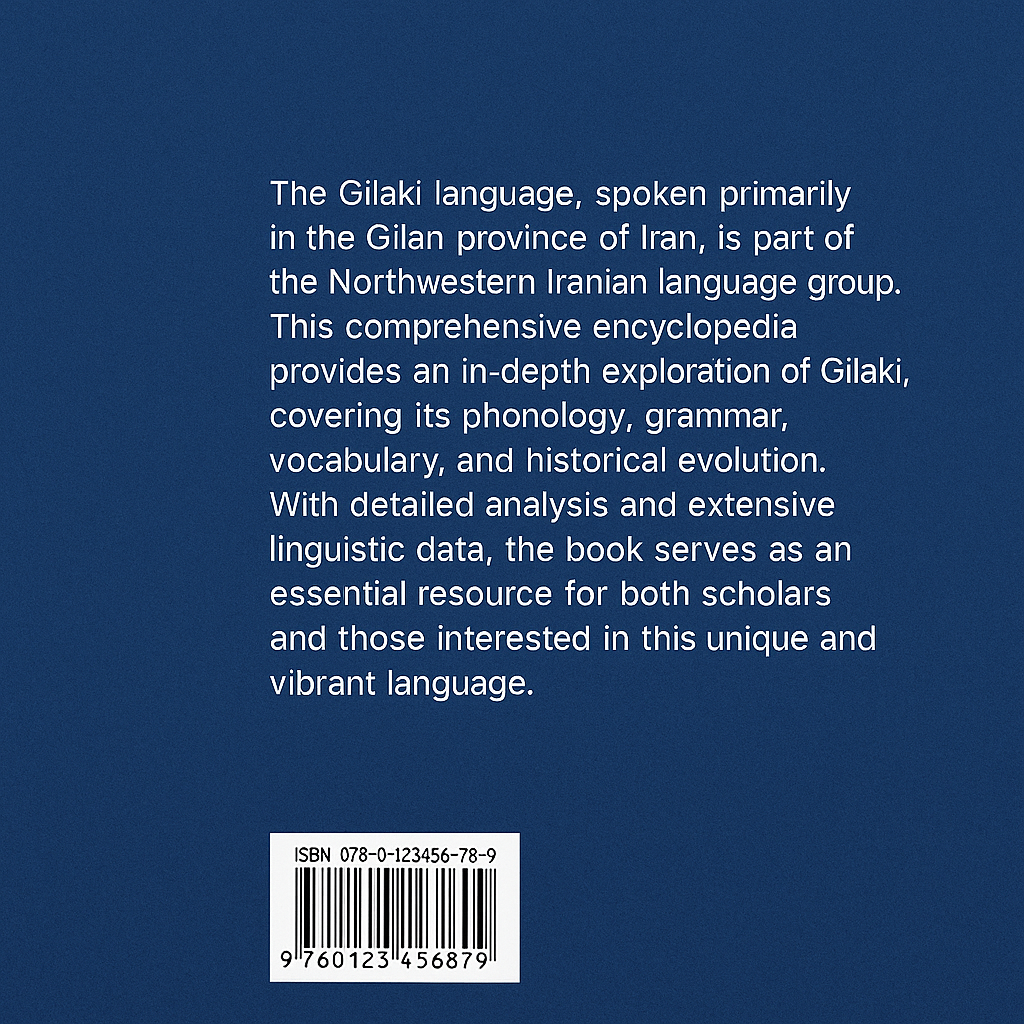 The Gilaki language, spoken primarily
in the Gilan province of Iran, is part of
the Northwestern Iranian language group.
This comprehensive encyclopedia
provides an in-depth exploration of Gilaki,
covering its phonology, grammar,
vocabulary, and historical evolution.
With detailed analysis and extensive
linguistic data, the book serves as an
essential resource for both scholars
and those interested in this unique and
vibrant language.
ISBN 078-0-123456-78-9
9 760123 456879